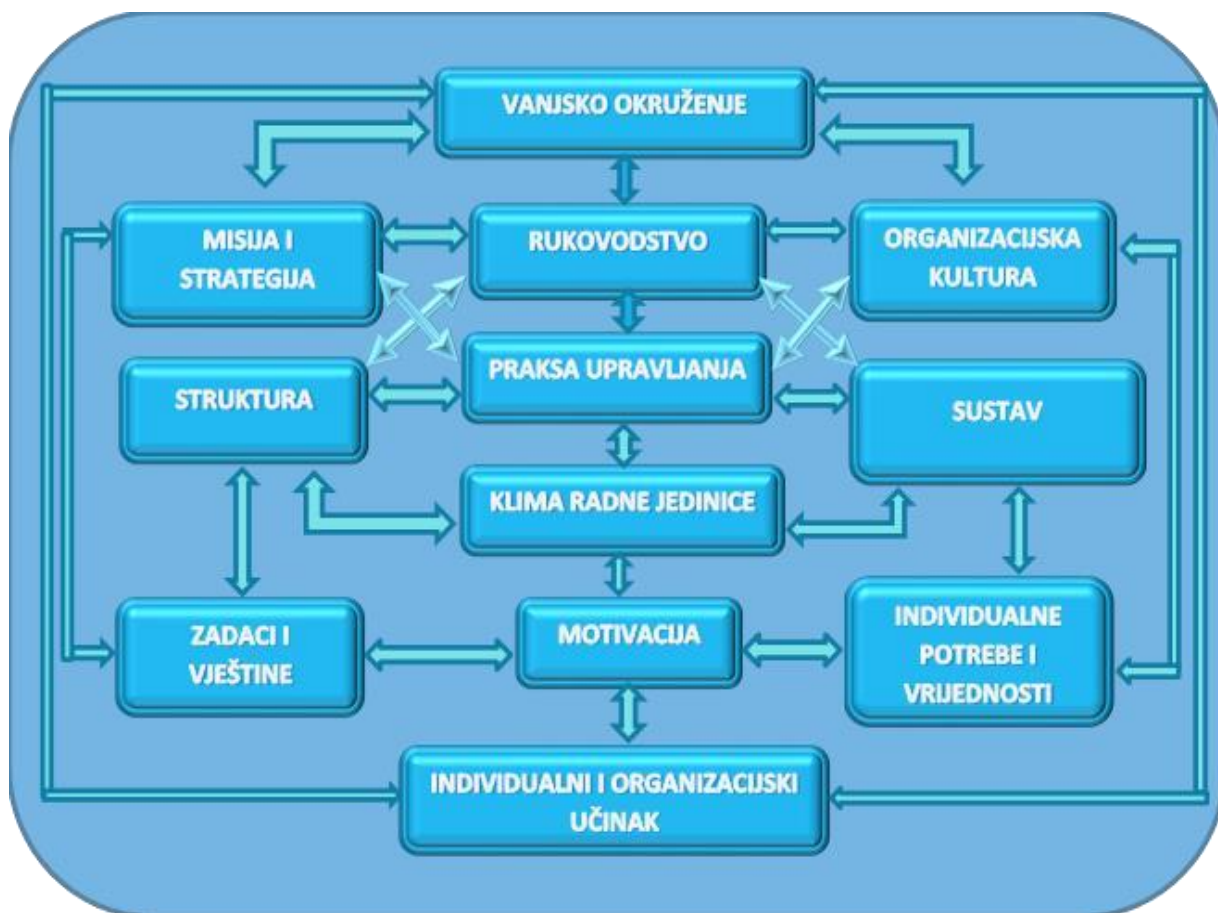 VANJSKO OKRUŽENJE
MISIJA I
STRATEGIJA
RUKOVODSTVO
ORGANIZACIJSKA
KULTURA
STRUKTURA
PRAKSA UPRAVLJANJA
SUSTAV
KLIMA RADNE JEDINICE
ZADACI I
VJEŠTINE
MOTIVACIJA
INDIVIDUALNE
POTREBE I
VRIJEDNOSTI
INDIVIDUALNI I ORGANIZACIJSKI
UČINAK